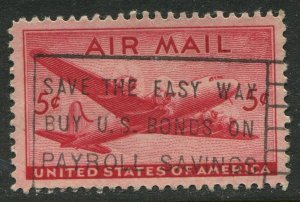 AIR MAIL
SAVE THE EASY WAY
5¢ 5¢
BUY U.S. BONDS ON
PAYROLL SAVINGS
UNITED STATES OF AMERICA